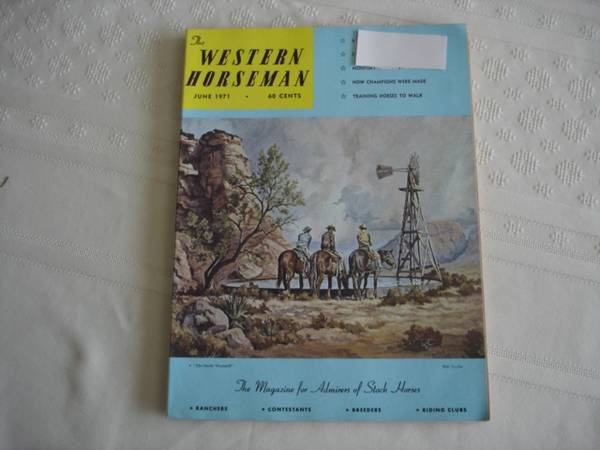 The
WESTERN
HORSEMAN
JUNE 1971 • 60 CENTS
☆
☆
☆
☆ HOW CHAMPIONS WERE MADE
☆ TRAINING HORSES TO WALK
The Magazine for Admirers of Stock Horses
• RANCHERS • CONTESTANTS • BREEDERS • RIDING CLUBS